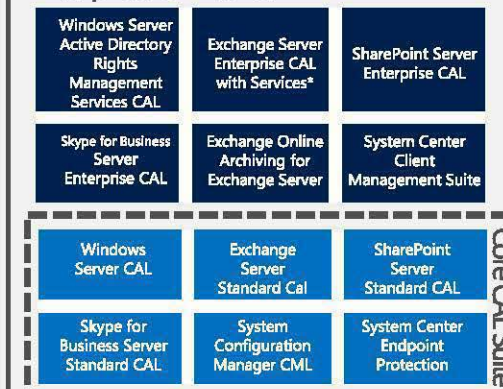 Windows Server
Active Directory
Rights
Management
Services CAL
Exchange Server
Enterprise CAL
with Services*
SharePoint Server
Enterprise CAL
Skype for Business
Server
Enterprise CAL
Exchange Online
Archiving for
Exchange Server
System Center
Client
Management Suite
Windows
Server CAL
Exchange
Server
Standard Cal
SharePoint
Server
Standard CAL
Skype for
Business Server
Standard CAL
System
Configuration
Manager CML
System Center
Endpoint
Protection
Core CAL Suite